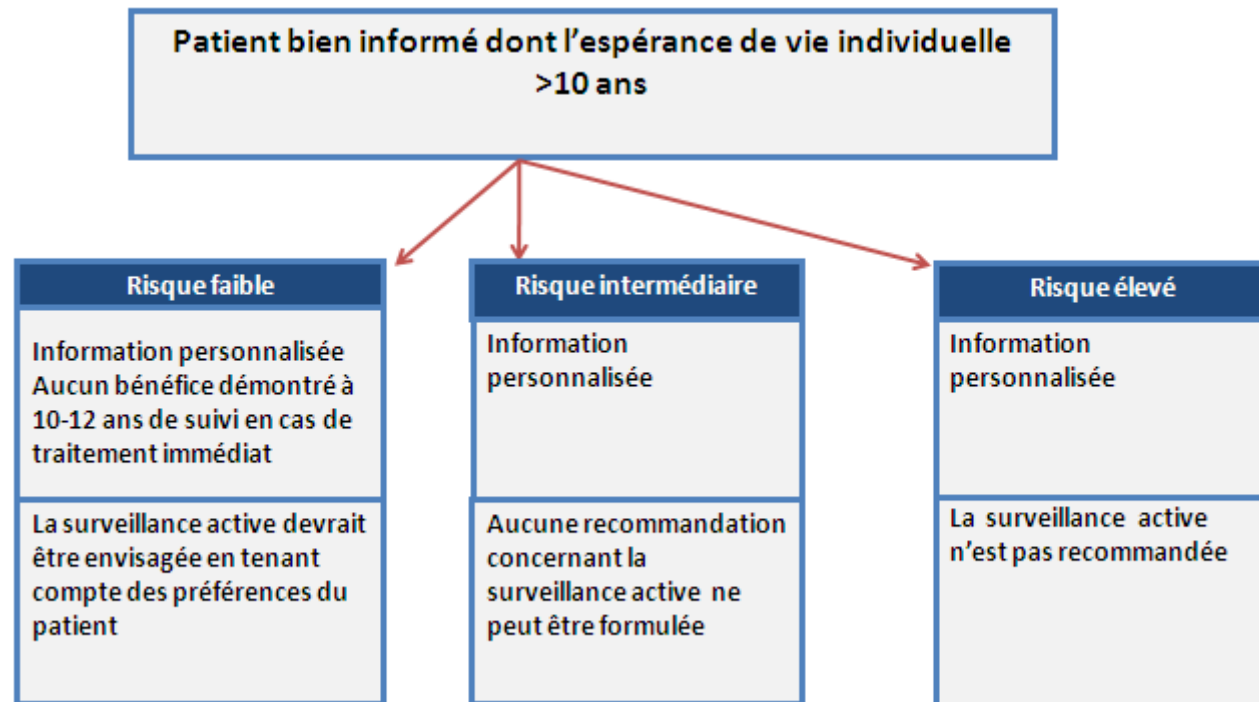 Patient bien informé dont l’espérance de vie individuelle
>10 ans
Risque faible
Information personnalisée
Aucun bénéfice démontré à
10-12 ans de suivi en cas de
traitement immédiat
La surveillance active devrait
être envisagée en tenant
compte des préférences du
patient
Risque intermédiaire
Information
personnalisée
Aucune recommandation
concernant la
surveillance active ne
peut être formulée
Risque élevé
Information
personnalisée
La surveillance active
n’est pas recommandée